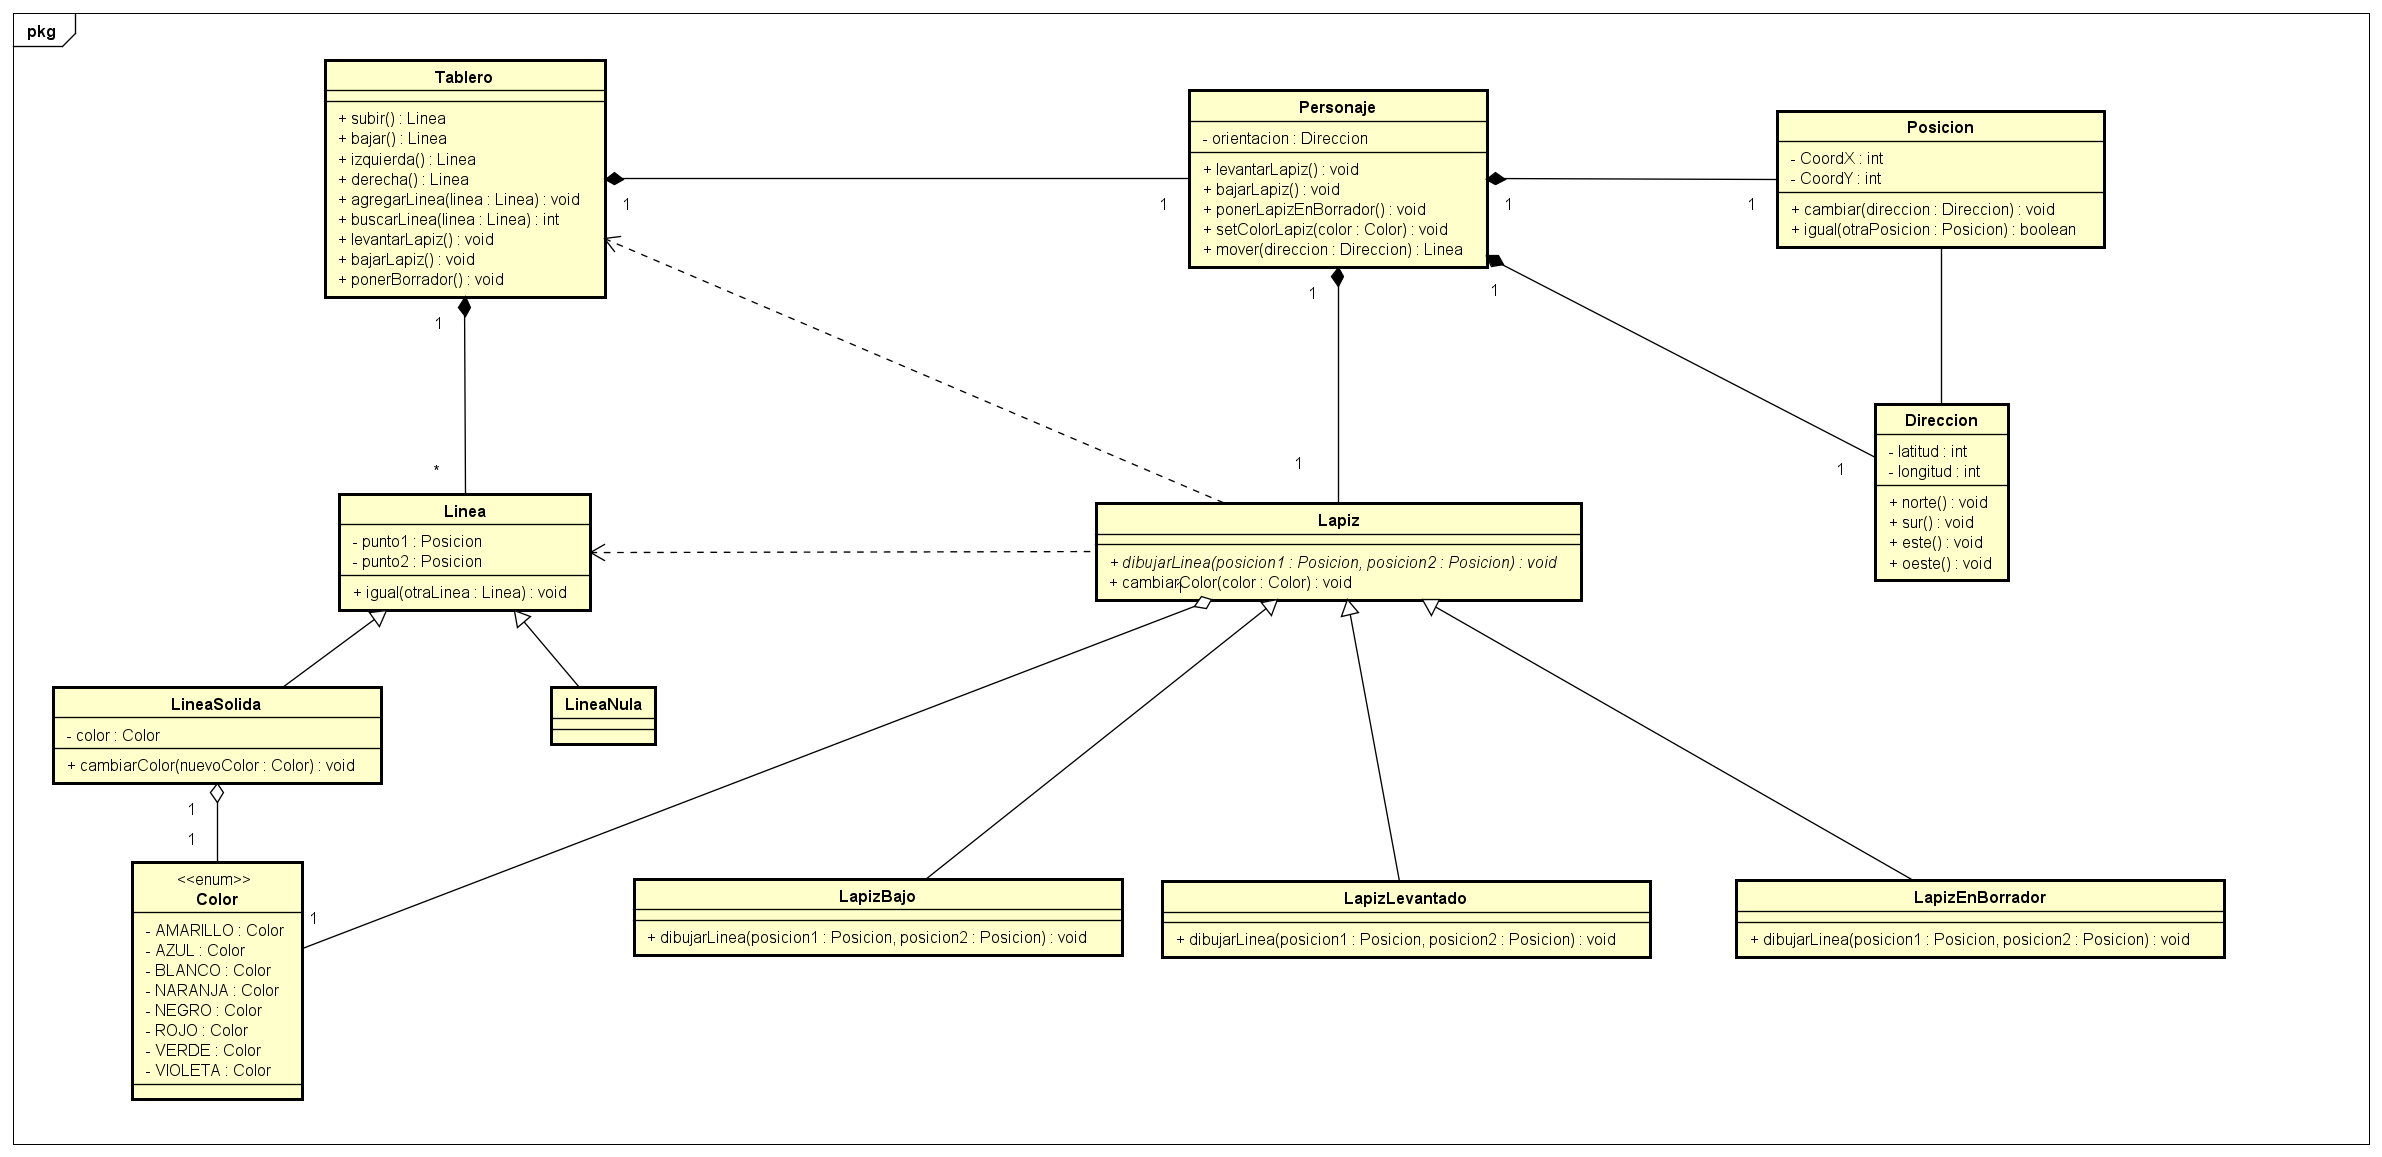 pkg
Tablero
+ subir() : Linea
+ bajar() : Linea
+ izquierda() : Linea
+ derecha() : Linea
+ agregarLinea(linea : Linea) : void
+ buscarLinea(linea : Linea) : int
+ levantarLapiz() : void
+ bajarLapiz() : void
+ ponerBorrador() : void
1
1
Personaje
- orientacion : Direccion
+ levantarLapiz() : void
+ bajarLapiz() : void
+ ponerLapizEnBorrador() : void
+ setColorLapiz(color : Color) : void
+ mover(direccion : Direccion) : Linea
1
1
Posicion
- CoordX : int
- CoordY : int
+ cambiar(direccion : Direccion) : void
+ igual(otraPosicion : Posicion) : boolean
1
1
1
*
1
1
Direccion
- latitud : int
- longitud : int
+ norte() : void
+ sur() : void
+ este() : void
+ oeste() : void
Linea
- punto1 : Posicion
- punto2 : Posicion
+ igual(otraLinea : Linea) : void
Lapiz
+ dibujarLinea(posicion1 : Posicion, posicion2 : Posicion) : void
+ cambiarColor(color : Color) : void
1
LineaSolida
- color : Color
+ cambiarColor(nuevoColor : Color) : void
LineaNula
1
1
<<enum>>
Color
- AMARILLO : Color
- AZUL : Color
- BLANCO : Color
- NARANJA : Color
- NEGRO : Color
- ROJO : Color
- VERDE : Color
- VIOLETA : Color
1
LapizBajo
+ dibujarLinea(posicion1 : Posicion, posicion2 : Posicion) : void
LapizLevantado
+ dibujarLinea(posicion1 : Posicion, posicion2 : Posicion) : void
LapizEnBorrador
+ dibujarLinea(posicion1 : Posicion, posicion2 : Posicion) : void